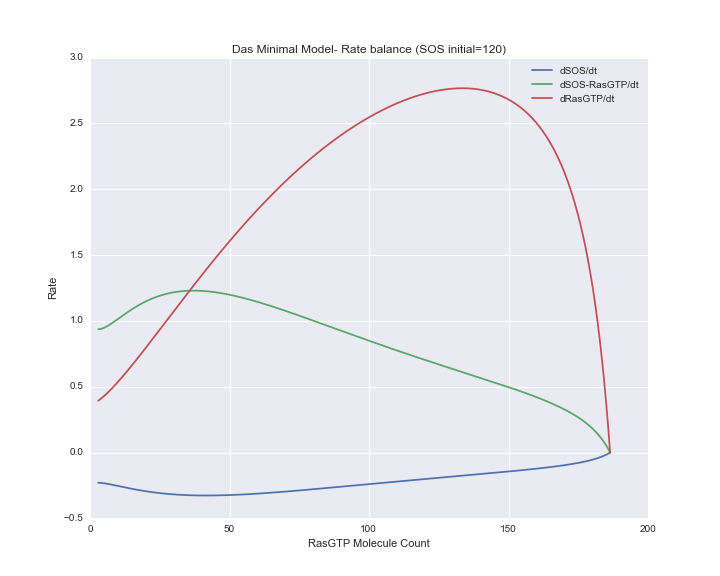 Das Minimal Model- Rate balance (SOS initial=120)
3.0
2.5
2.0
1.5
1.0
0.5
0.0
−0.5
Rate
dSOS/dt
dSOS-RasGTP/dt
dRasGTP/dt
0 50 100 150 200
RasGTP Molecule Count